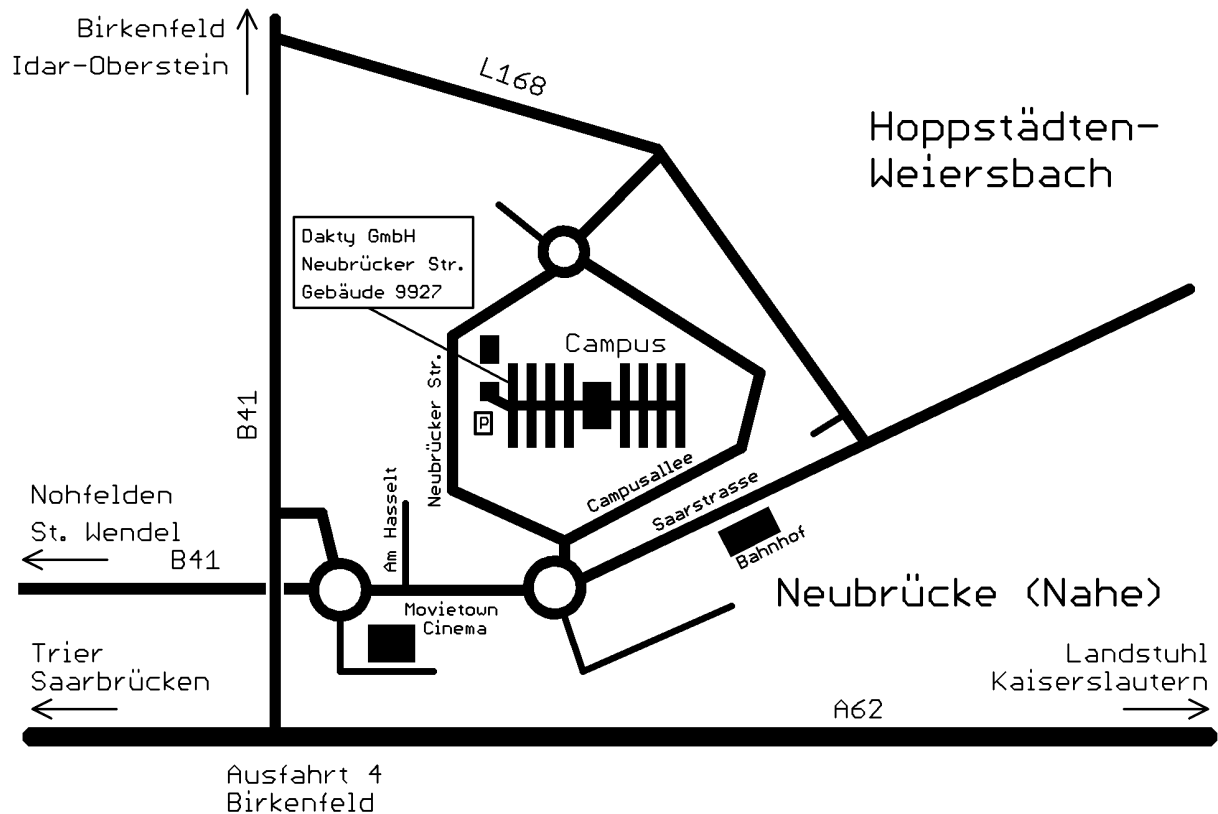 Birkenfeld
Idar-Oberstein
L168
Hoppstädten-
Weiersbach
Dakty GmbH
Neubrücker Str.
Gebäude 9927
Campus
Neubrücker Str.
B41
P
Campusallee
Saarstrasse
Bahnhof
Am Hasselt
Nohfelden
St. Wendel
B41
Movietown
Cinema
Neubrücke (Nahe)
Trier
Saarbrücken
Landstuhl
Kaiserslautern
A62
Ausfahrt 4
Birkenfeld